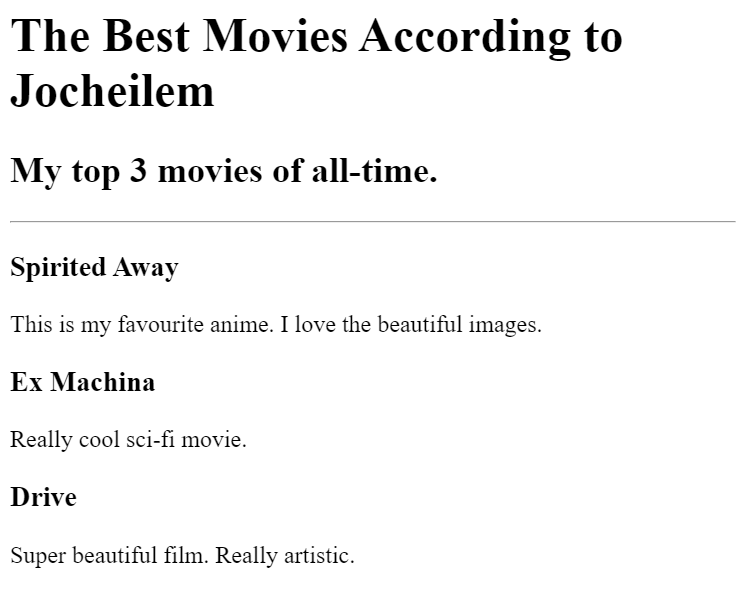 The Best Movies According to
Jocheilem
My top 3 movies of all-time.
Spirited Away
This is my favourite anime. I love the beautiful images.
Ex Machina
Really cool sci-fi movie.
Drive
Super beautiful film. Really artistic.